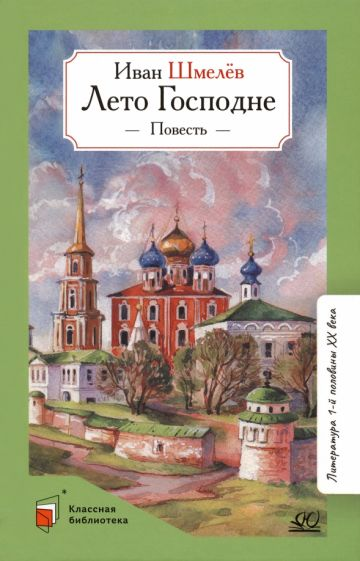 Иван Шмелёв
Лето Господне
— Повесть —
Литература 1-й половины XX века
Классная
библиотека